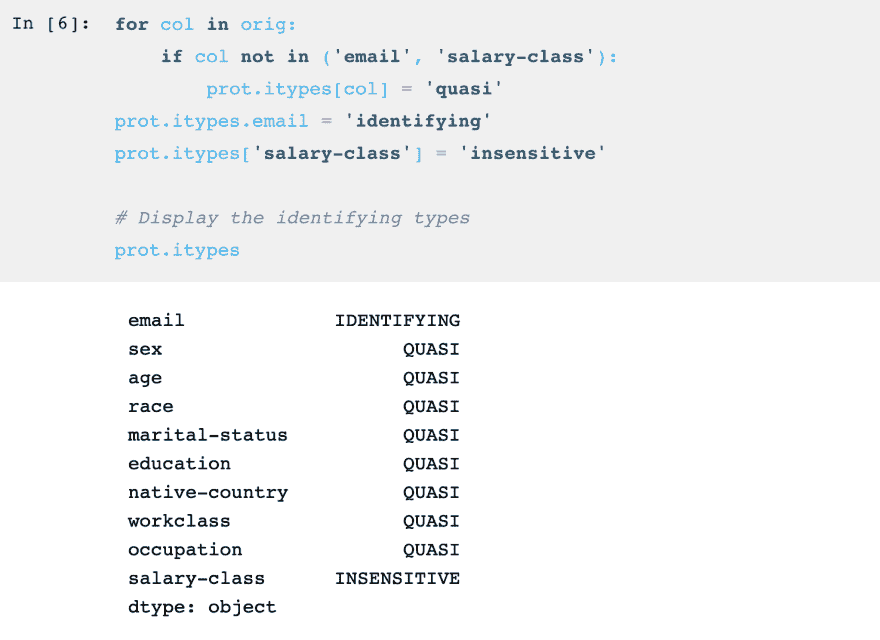 In [6]: for col in orig:
if col not in ('email', 'salary-class'):
prot.itypes[col] = 'quasi'
prot.itypes.email = 'identifying'
prot.itypes['salary-class'] = 'insensitive'
# Display the identifying types
prot.itypes
email IDENTIFYING
sex QUASI
age QUASI
race QUASI
marital-status QUASI
education QUASI
native-country QUASI
workclass QUASI
occupation QUASI
salary-class INSENSITIVE
dtype: object